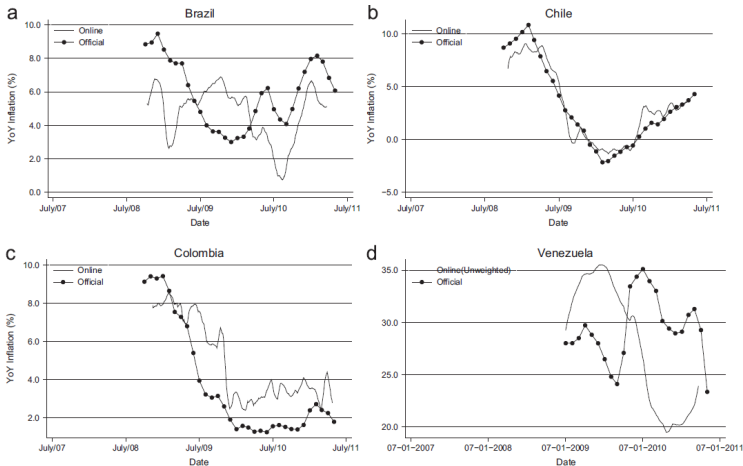 a
Brazil
Online
Official
10.0
8.0
6.0
4.0
2.0
0.0
YoY Inflation (%)
July/07
July/08
July/09
July/10
July/11
Date
b
Chile
Online
Official
10.0
5.0
0.0
−5.0
YoY Inflation (%)
July/07
July/08
July/09
July/10
July/11
Date
c
Colombia
Online
Official
10.0
8.0
6.0
4.0
2.0
YoY Inflation (%)
July/07
July/08
July/09
July/10
July/11
Date
d
Venezuela
Online(Unweighted)
Official
35.0
30.0
25.0
20.0
YoY Inflation (%)
07−01−2007
07−01−2008
07−01−2009
07−01−2010
07−01−2011
Date